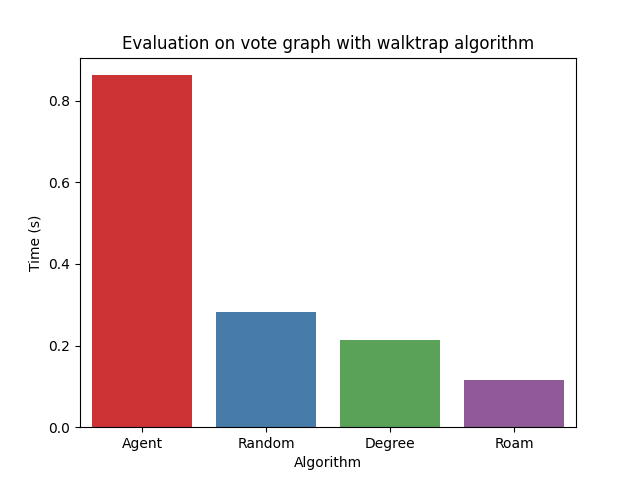 Evaluation on vote graph with walktrap algorithm
0.8
0.6
0.4
0.2
0.0
Time (s)
Agent Random Degree Roam
Algorithm